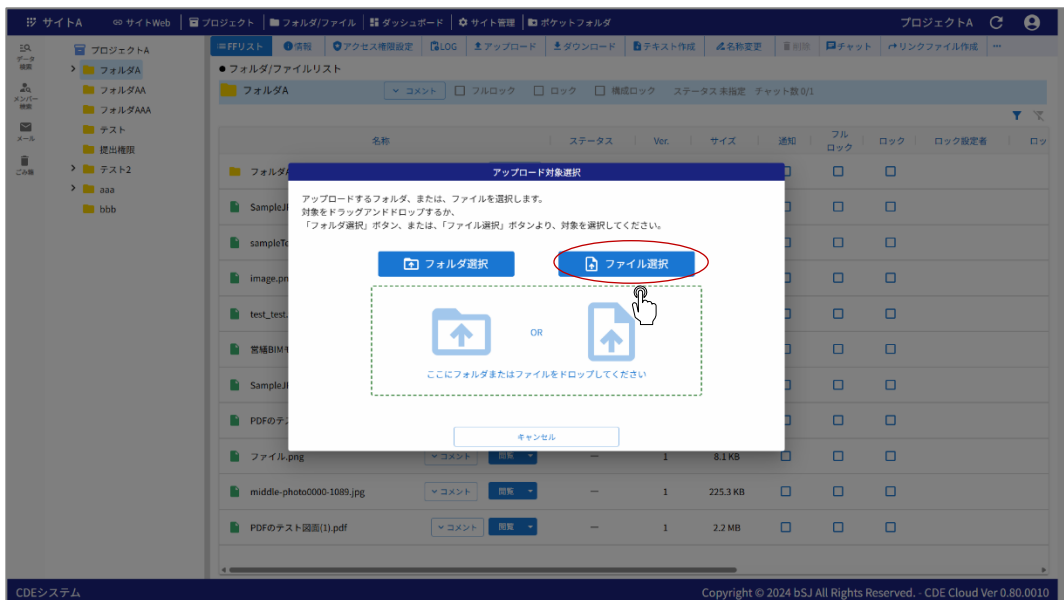 サイトA サイトWeb プロジェクト フォルダ/ファイル ダッシュボード サイト管理 ポケットフォルダ プロジェクトA
データ
検索
メンバー
検索
メール
ごみ箱
プロジェクトA
フォルダA
フォルダAA
フォルダAAA
テスト
提出権限
テスト2
aaa
bbb
FFリスト 情報 アクセス権限設定 LOG アップロード ダウンロード テキスト作成 名称変更 削除 チャット リンクファイル作成 ...
●フォルダ/ファイルリスト
フォルダA コメント フルロック ロック 構成ロック ステータス 未指定 チャット数 0/1
名称 ステータス Ver. サイズ 通知 フル
ロック ロック ロック設定者 ロッ
フォルダ
SampleJ
sampleTe
image.pn
test_test.
営繕BIM
SampleJ
PDFのテ
ファイル.png コメント 閲覧 — 1 8.1 KB
middle-photo0000-1089.jpg コメント 閲覧 — 1 225.3 KB
PDFのテスト図面(1).pdf コメント 閲覧 — 1 2.2 MB
アップロード対象選択
アップロードするフォルダ、または、ファイルを選択します。
対象をドラッグアンドドロップするか、
「フォルダ選択」ボタン、または、「ファイル選択」ボタンより、対象を選択してください。
フォルダ選択 ファイル選択
OR
ここにフォルダまたはファイルをドロップしてください
キャンセル
CDEシステム Copyright © 2024 bSJ All Rights Reserved. - CDE Cloud Ver 0.80.0010